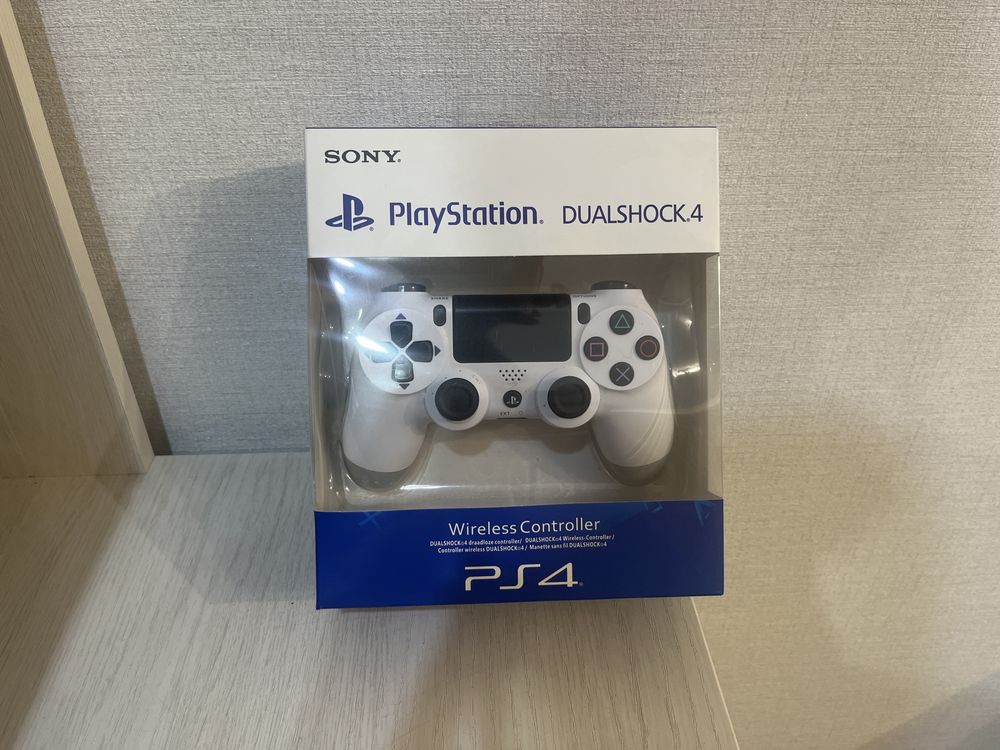 SONY®
PlayStation® DUALSHOCK®4
SHARE OPTIONS
EXT
Wireless Controller
DUALSHOCK®4 draadloze controller/ DUALSHOCK®4 Wireless-Controller /
Controller wireless DUALSHOCK®4 / Manette sans fil DUALSHOCK®4
PS4®